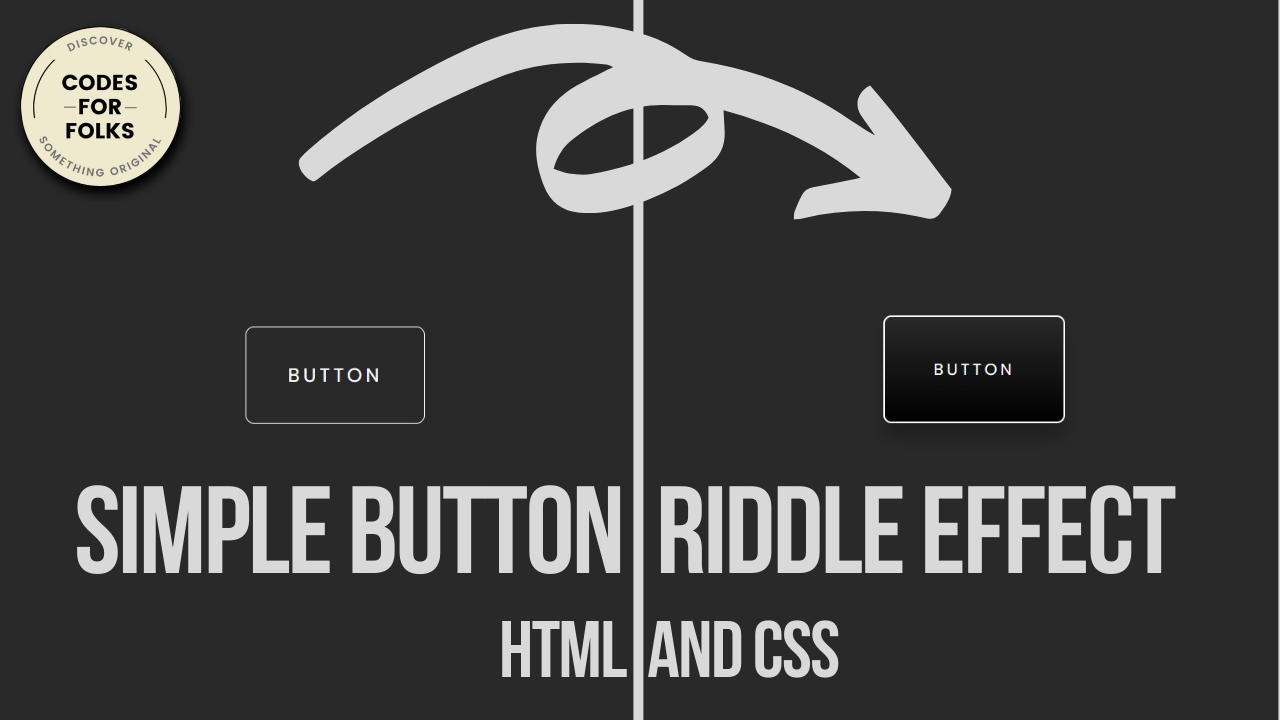 DISCOVER
CODES
FOR
FOLKS
SOMETHING ORIGINAL
BUTTON
BUTTON
SIMPLE BUTTON RIDDLE EFFECT
HTML AND CSS